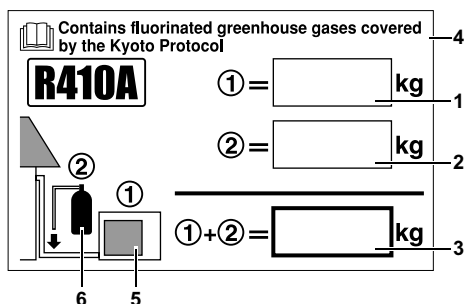 Contains fluorinated greenhouse gases covered
by the Kyoto Protocol
4
R410A
①= kg
1
②= kg
2
②
①
①+②= kg
3
6 5